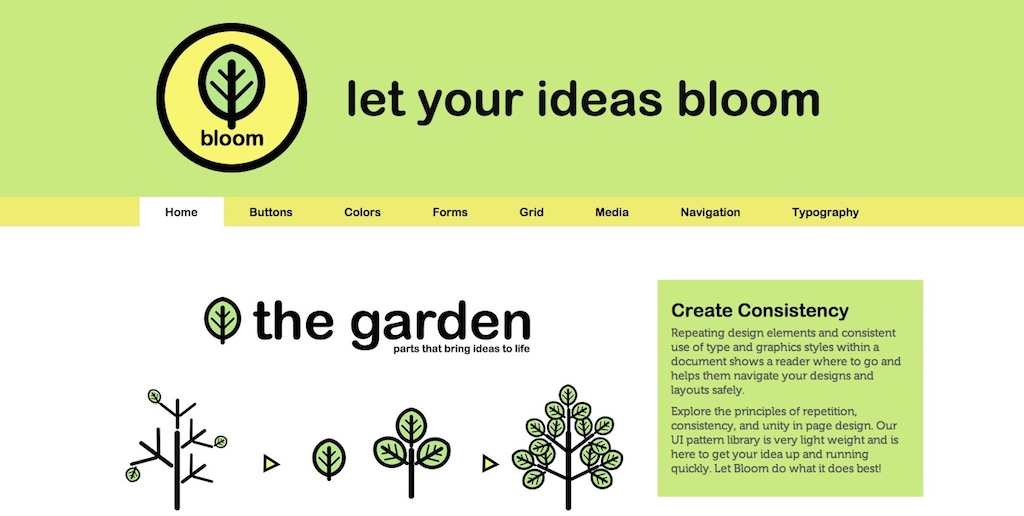 bloom
let your ideas bloom
Home Buttons Colors Forms Grid Media Navigation Typography
the garden
parts that bring ideas to life
Create Consistency
Repeating design elements and consistent
use of type and graphics styles within a
document shows a reader where to go and
helps them navigate your designs and
layouts safely.
Explore the principles of repetition,
consistency, and unity in page design. Our
UI pattern library is very light weight and is
here to get your idea up and running
quickly. Let Bloom do what it does best!